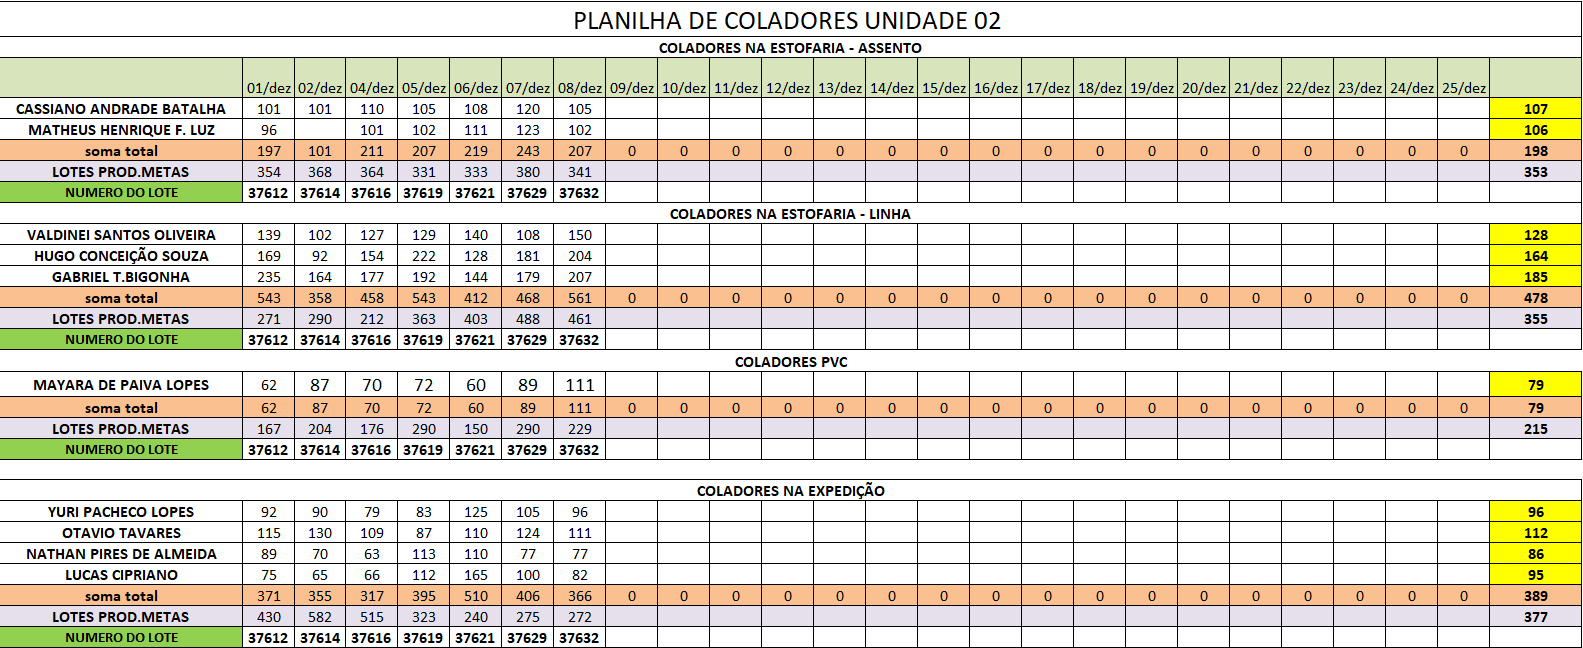 PLANILHA DE COLADORES UNIDADE 02
COLADORES NA ESTOFARIA - ASSENTO
01/dez 02/dez 04/dez 05/dez 06/dez 07/dez 08/dez 09/dez 10/dez 11/dez 12/dez 13/dez 14/dez 15/dez 16/dez 17/dez 18/dez 19/dez 20/dez 21/dez 22/dez 23/dez 24/dez 25/dez
CASSIANO ANDRADE BATALHA 101 101 110 105 108 120 105 107
MATHEUS HENRIQUE F. LUZ 96 101 102 111 123 102 106
soma total 197 101 211 207 219 243 207 0 0 0 0 0 0 0 0 0 0 0 0 0 0 0 0 0 198
LOTES PROD.METAS 354 368 364 331 333 380 341 353
NUMERO DO LOTE 37612 37614 37616 37619 37621 37629 37632
COLADORES NA ESTOFARIA - LINHA
VALDINEI SANTOS OLIVEIRA 139 102 127 129 140 108 150 128
HUGO CONCEIÇÃO SOUZA 169 92 154 222 128 181 204 164
GABRIEL T.BIGONHA 235 164 177 192 144 179 207 185
soma total 543 358 458 543 412 468 561 0 0 0 0 0 0 0 0 0 0 0 0 0 0 0 0 0 478
LOTES PROD.METAS 271 290 212 363 403 488 461 355
NUMERO DO LOTE 37612 37614 37616 37619 37621 37629 37632
COLADORES PVC
MAYARA DE PAIVA LOPES 62 87 70 72 60 89 111 79
soma total 62 87 70 72 60 89 111 0 0 0 0 0 0 0 0 0 0 0 0 0 0 0 0 0 79
LOTES PROD.METAS 167 204 176 290 150 290 229 215
NUMERO DO LOTE 37612 37614 37616 37619 37621 37629 37632
COLADORES NA EXPEDIÇÃO
YURI PACHECO LOPES 92 90 79 83 125 105 96 96
OTAVIO TAVARES 115 130 109 87 110 124 111 112
NATHAN PIRES DE ALMEIDA 89 70 63 113 110 77 77 86
LUCAS CIPRIANO 75 65 66 112 165 100 82 95
soma total 371 355 317 395 510 406 366 0 0 0 0 0 0 0 0 0 0 0 0 0 0 0 0 0 389
LOTES PROD.METAS 430 582 515 323 240 275 272 377
NUMERO DO LOTE 37612 37614 37616 37619 37621 37629 37632